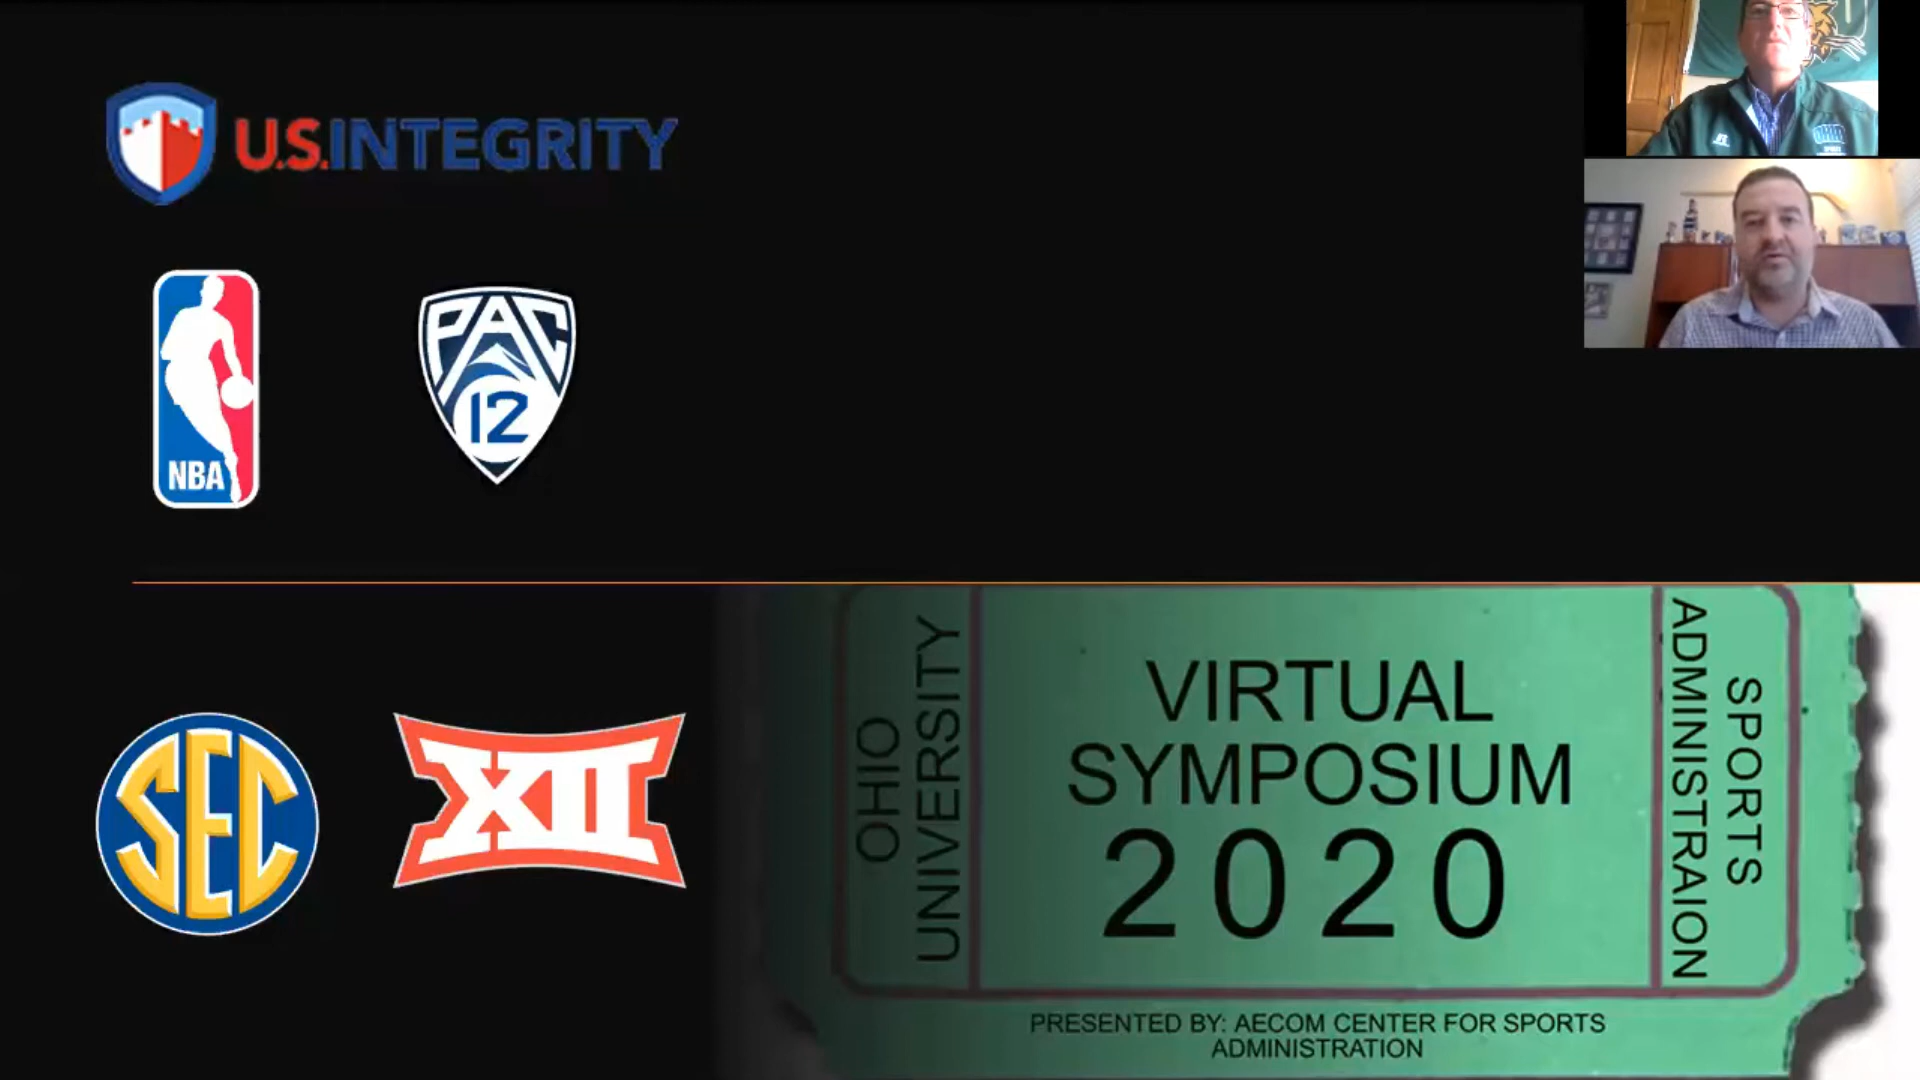 U.S.INTEGRITY
NBA
PAC
12
SEC
XII
OHIO
UNIVERSITY
VIRTUAL
SYMPOSIUM
2020
SPORTS
ADMINISTRAION
PRESENTED BY: AECOM CENTER FOR SPORTS
ADMINISTRATION
OHIO